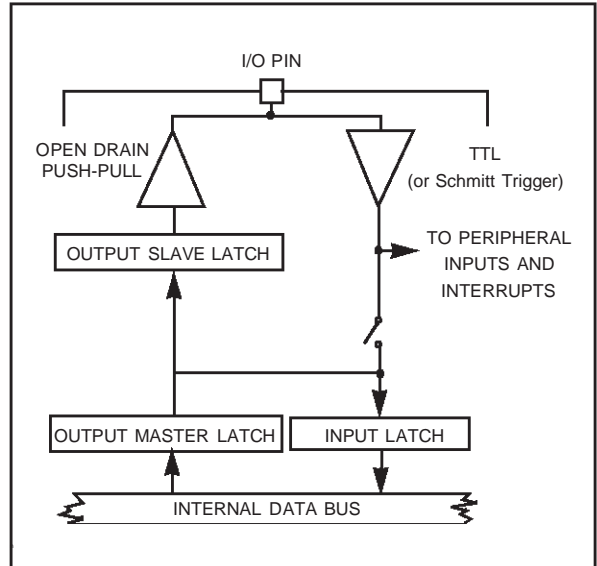 I/O PIN
OPEN DRAIN
PUSH-PULL
TTL
(or Schmitt Trigger)
OUTPUT SLAVE LATCH
TO PERIPHERAL
INPUTS AND
INTERRUPTS
OUTPUT MASTER LATCH
INPUT LATCH
INTERNAL DATA BUS